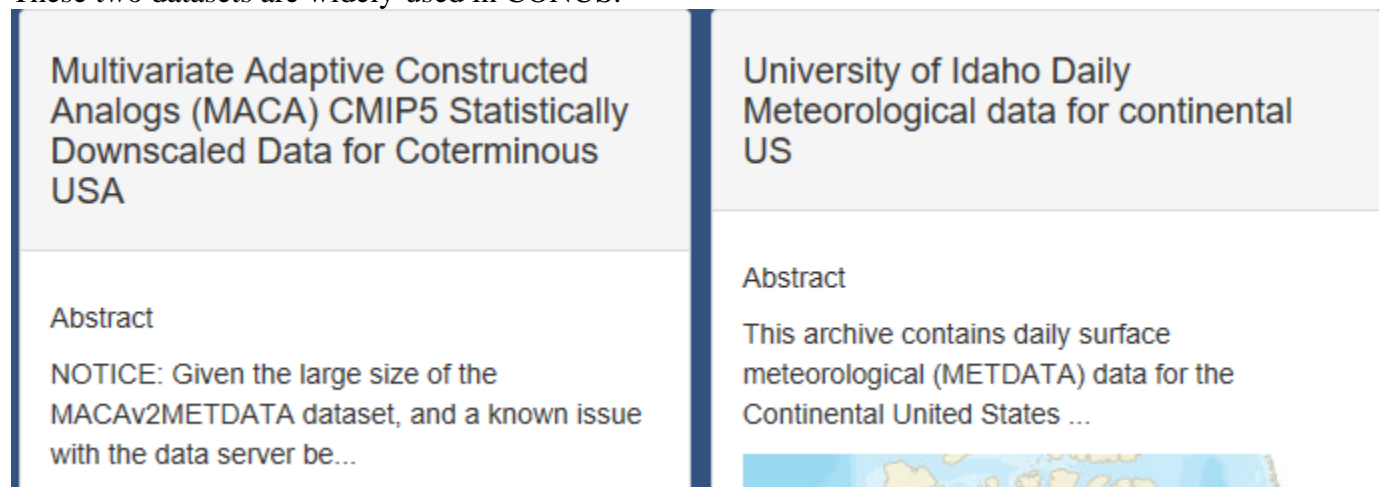 These two datasets are widely used in CONUS.
Multivariate Adaptive Constructed
Analogs (MACA) CMIP5 Statistically
Downscaled Data for Coterminous
USA
Abstract
NOTICE: Given the large size of the
MACAv2METDATA dataset, and a known issue
with the data server be...
University of Idaho Daily
Meteorological data for continental
US
Abstract
This archive contains daily surface
meteorological (METDATA) data for the
Continental United States ...